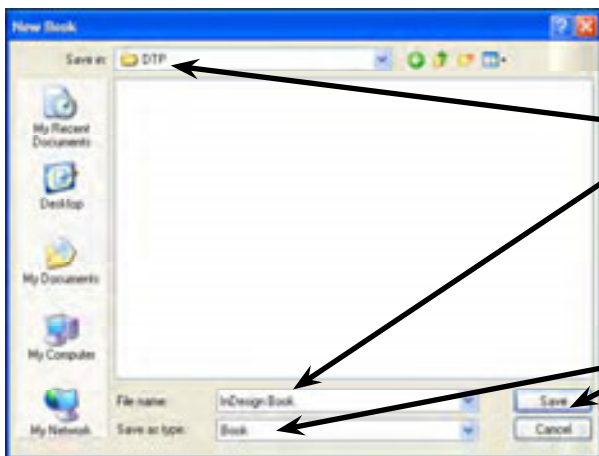 New Book
Save in: DTP
My Recent
Documents
Desktop
My Documents
My Computer
My Network
File name: InDesign Book
Save as type: Book
Save
Cancel